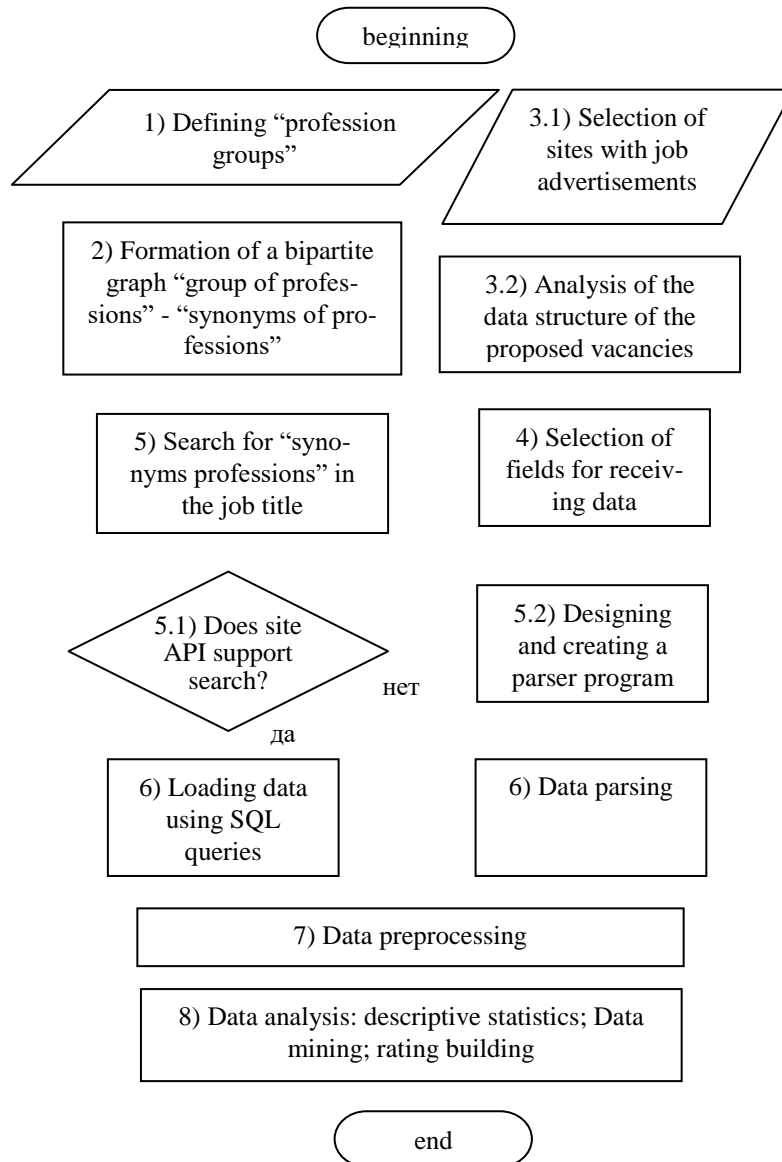 beginning
1) Defining “profession
groups”
3.1) Selection of
sites with job
advertisements
2) Formation of a bipartite
graph “group of profes-
sions” - “synonyms of pro-
fessions”
3.2) Analysis of the
data structure of the
proposed vacancies
5) Search for “syno-
nyms professions” in
the job title
4) Selection of
fields for receiv-
ing data
5.1) Does site
API support
search?
нет
да
5.2) Designing
and creating a
parser program
6) Loading data
using SQL
queries
6) Data parsing
7) Data preprocessing
8) Data analysis: descriptive statistics; Data
mining; rating building
end